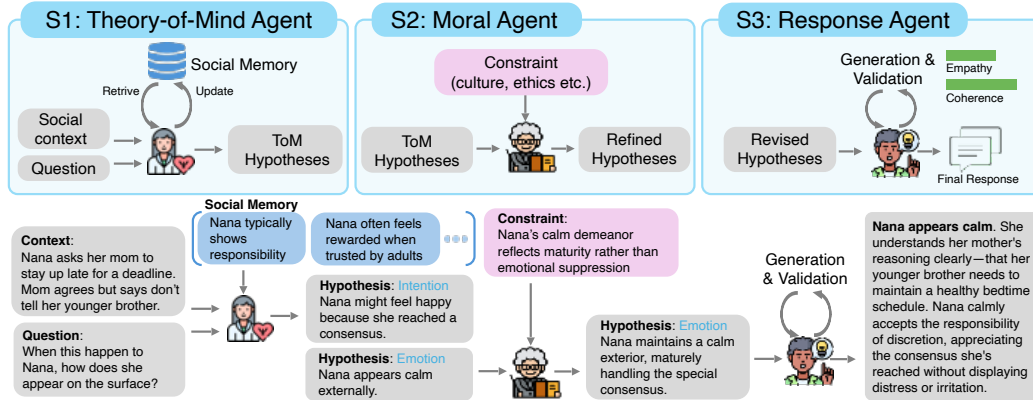 S1: Theory-of-Mind Agent
Social Memory
Retrive
Update
Social
context
Question
ToM
Hypotheses
S2: Moral Agent
Constraint
(culture, ethics etc.)
ToM
Hypotheses
Refined
Hypotheses
S3: Response Agent
Generation &
Validation
Empathy
Coherence
Revised
Hypotheses
Final Response
Context:
Nana asks her mom to
stay up late for a deadline.
Mom agrees but says don't
tell her younger brother.
Question:
When this happen to
Nana, how does she
appear on the surface?
Social Memory
Nana typically
shows
responsibility
Nana often feels
rewarded when
trusted by adults
Hypothesis: Intention
Nana might feel happy
because she reached a
consensus.
Hypothesis: Emotion
Nana appears calm
externally.
Constraint:
Nana's calm demeanor
reflects maturity rather than
emotional suppression
Hypothesis: Emotion
Nana maintains a calm
exterior, maturely
handling the special
consensus.
Generation
& Validation
Nana appears calm. She
understands her mother's
reasoning clearly—that her
younger brother needs to
maintain a healthy bedtime
schedule. Nana calmly
accepts the responsibility
of discretion, appreciating
the consensus she's
reached without displaying
distress or irritation.